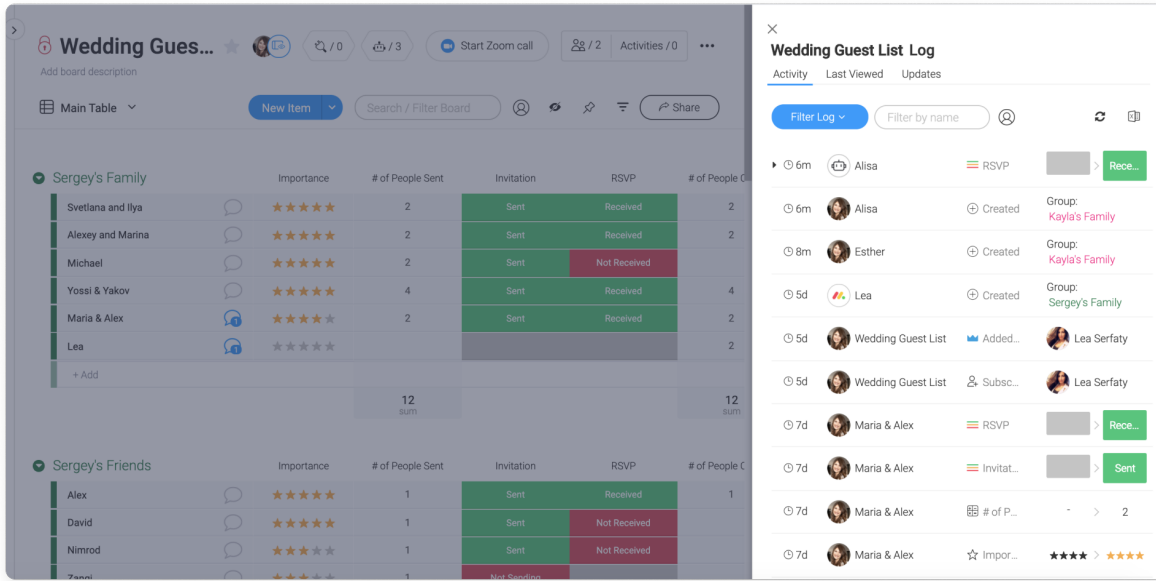 Wedding Gues...
/ 0
/ 3
Start Zoom call
/ 2
Activities / 0
Add board description
Main Table
New Item
Search / Filter Board
Share
Sergey's Family
Importance
# of People Sent
Invitation
RSVP
# of People
Svetlana and Ilya
2
Sent
Received
2
Alexey and Marina
2
Sent
Received
2
Michael
2
Sent
Not Received
Yossi & Yakov
4
Sent
Received
4
Maria & Alex
1
2
Sent
Received
2
Lea
1
2
+ Add
12
sum
12
sum
Sergey's Friends
Importance
# of People Sent
Invitation
RSVP
# of People
Alex
1
Sent
Received
1
David
1
Sent
Not Received
Nimrod
1
Sent
Not Received
Zangi
1
Not Sending
Wedding Guest List Log
Activity
Last Viewed
Updates
Filter Log
Filter by name
6m
Alisa
RSVP
Rece...
6m
Alisa
Created
Group:
Kayla's Family
8m
Esther
Created
Group:
Kayla's Family
5d
Lea
Created
Group:
Sergey's Family
5d
Wedding Guest List
Added...
Lea Serfaty
5d
Wedding Guest List
Subsc...
Lea Serfaty
7d
Maria & Alex
RSVP
Rece...
7d
Maria & Alex
Invitat...
Sent
7d
Maria & Alex
# of P...
-
2
7d
Maria & Alex
Impor...